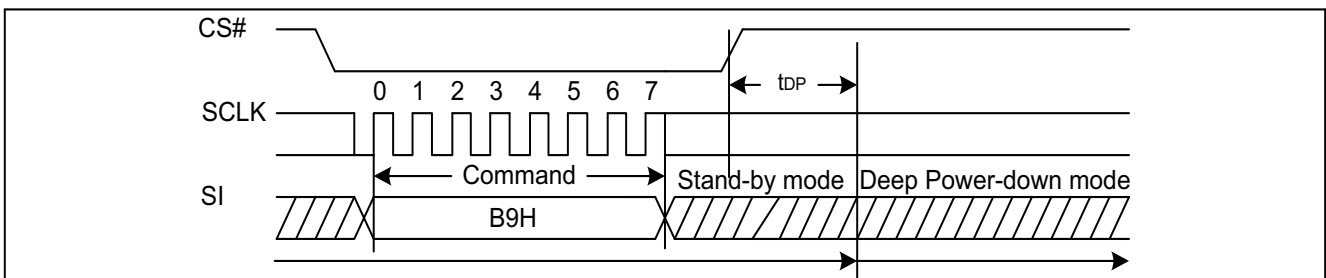 CS#
tDP
0 1 2 3 4 5 6 7
SCLK
Command
Stand-by mode Deep Power-down mode
SI
B9H